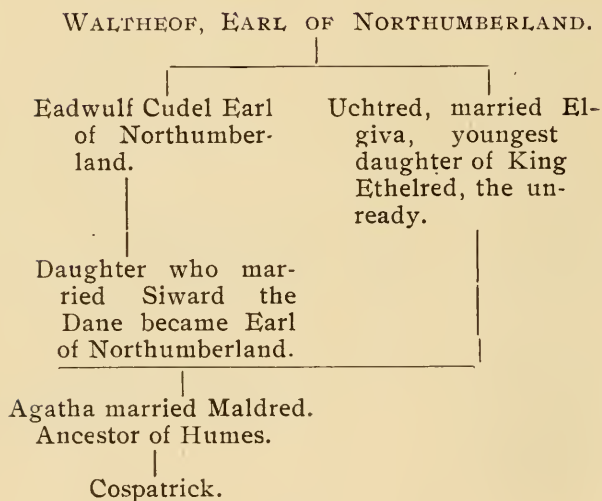 WALTHEOF, EARL OF NORTHUMBERLAND.
Eadwulf Cudel Earl
of Northumber-
land.
Uchtred, married El-
giva, youngest
daughter of King
Ethelred, the un-
ready.
Daughter who mar-
ried Siward the
Dane became Earl
of Northumberland.
Agatha married Maldred.
Ancestor of Humes.
Cospatrick.